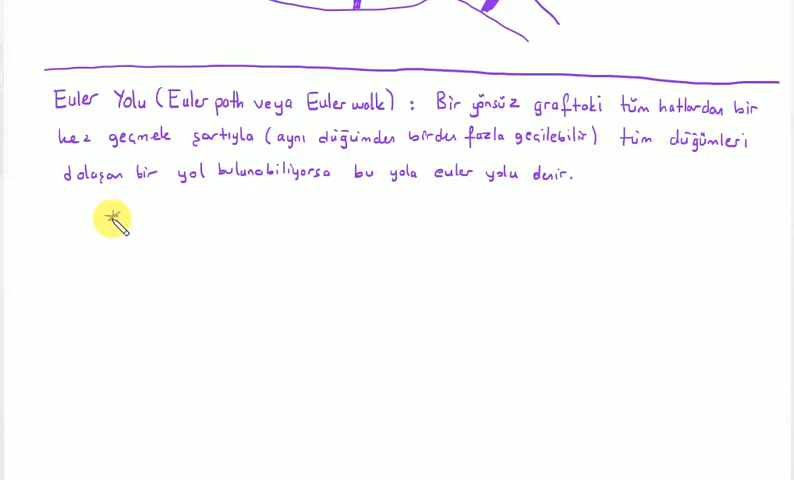 Euler Yolu (Euler path veya Euler walk) : Bir yönsüz graftaki tüm hatlardan bir
kez geçmek şartıyla (aynı düğümden birden fazla geçilebilir) tüm düğümleri
dolaşan bir yol bulunabiliyorsa bu yola euler yolu denir.
*